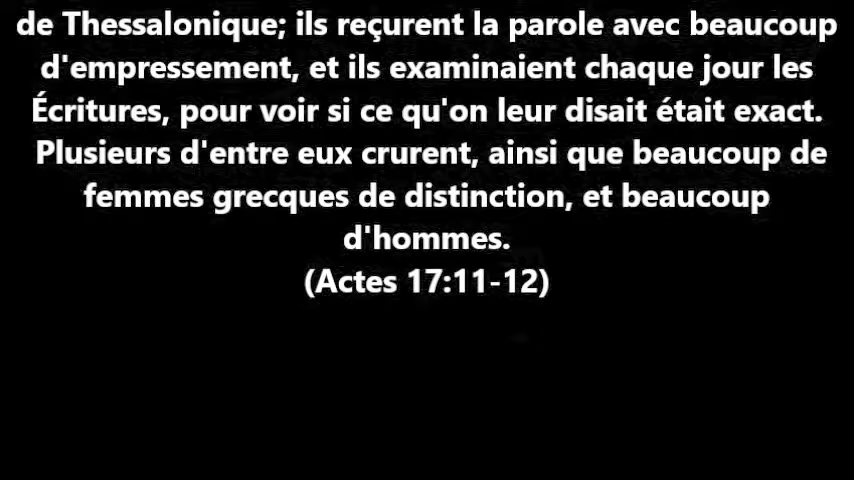 de Thessalonique; ils reçurent la parole avec beaucoup
d'empressement, et ils examinaient chaque jour les
Écritures, pour voir si ce qu'on leur disait était exact.
Plusieurs d'entre eux crurent, ainsi que beaucoup de
femmes grecques de distinction, et beaucoup
d'hommes.
(Actes 17:11-12)